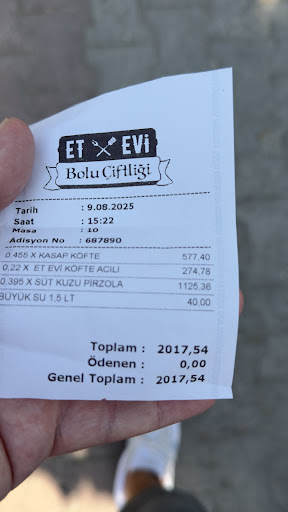 ET EVİ
Bolu Çiftliği
Tarih : 9.08.2025
Saat : 15:22
Masa : 10
Adisyon No : 687890
0,455 X KASAP KÖFTE 577,40
0,22 X ET EVİ KÖFTE ACILI 274,78
0,395 X SÜT KUZU PİRZOLA 1125,36
BÜYÜK SU 1,5 LT 40,00
Toplam : 2017,54
Ödenen : 0,00
Genel Toplam : 2017,54